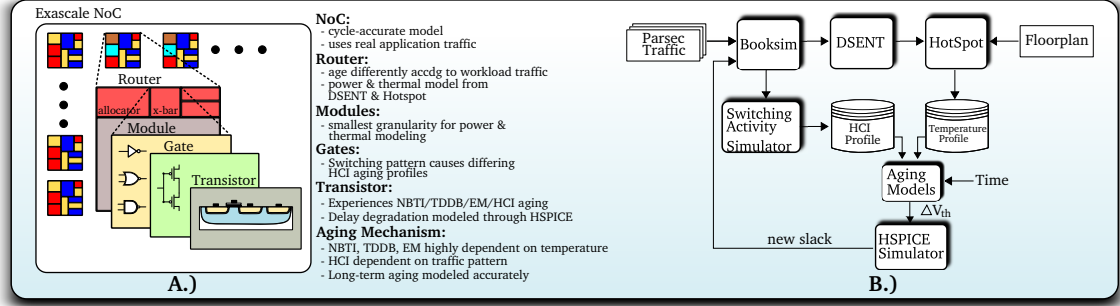 Exascale NoC
Router
allocator
x-bar
Module
Gate
Transistor
A.)
NoC:
- cycle-accurate model
- uses real application traffic
Router:
- age differently accdg to workload traffic
- power & thermal model from
DSENT & Hotspot
Modules:
- smallest granularity for power &
thermal modeling
Gates:
- Switching pattern causes differing
HCI aging profiles
Transistor:
- Experiences NBTI/TDDB/EM/HCI aging
- Delay degradation modeled through HSPICE
Aging Mechanism:
- NBTI, TDDB, EM highly dependent on temperature
- HCI dependent on traffic pattern
- Long-term aging modeled accurately
Parsec
Traffic
Booksim
DSENT
HotSpot
Floorplan
Switching
Activity
Simulator
HCI
Profile
Temperature
Profile
Aging
Models
Time
△Vth
new slack
HSPICE
Simulator
B.)